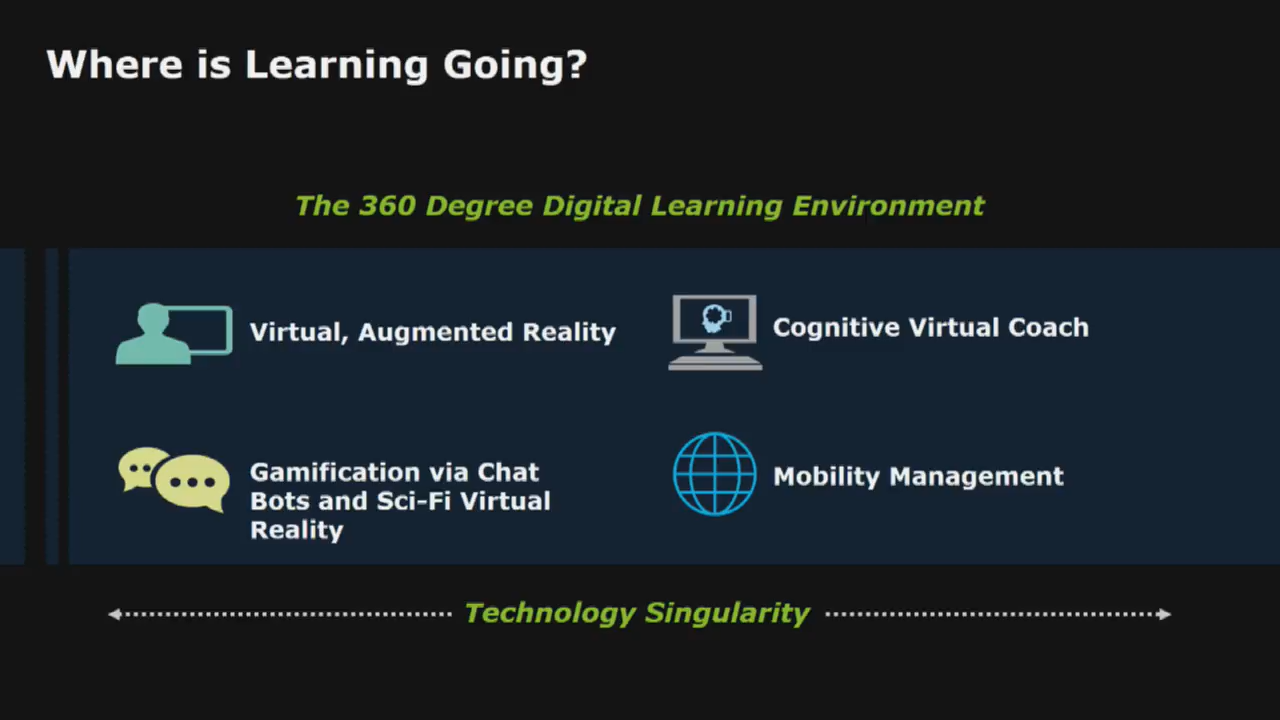 Where is Learning Going?
The 360 Degree Digital Learning Environment
Virtual, Augmented Reality
Cognitive Virtual Coach
Gamification via Chat
Bots and Sci-Fi Virtual
Reality
Mobility Management
Technology Singularity